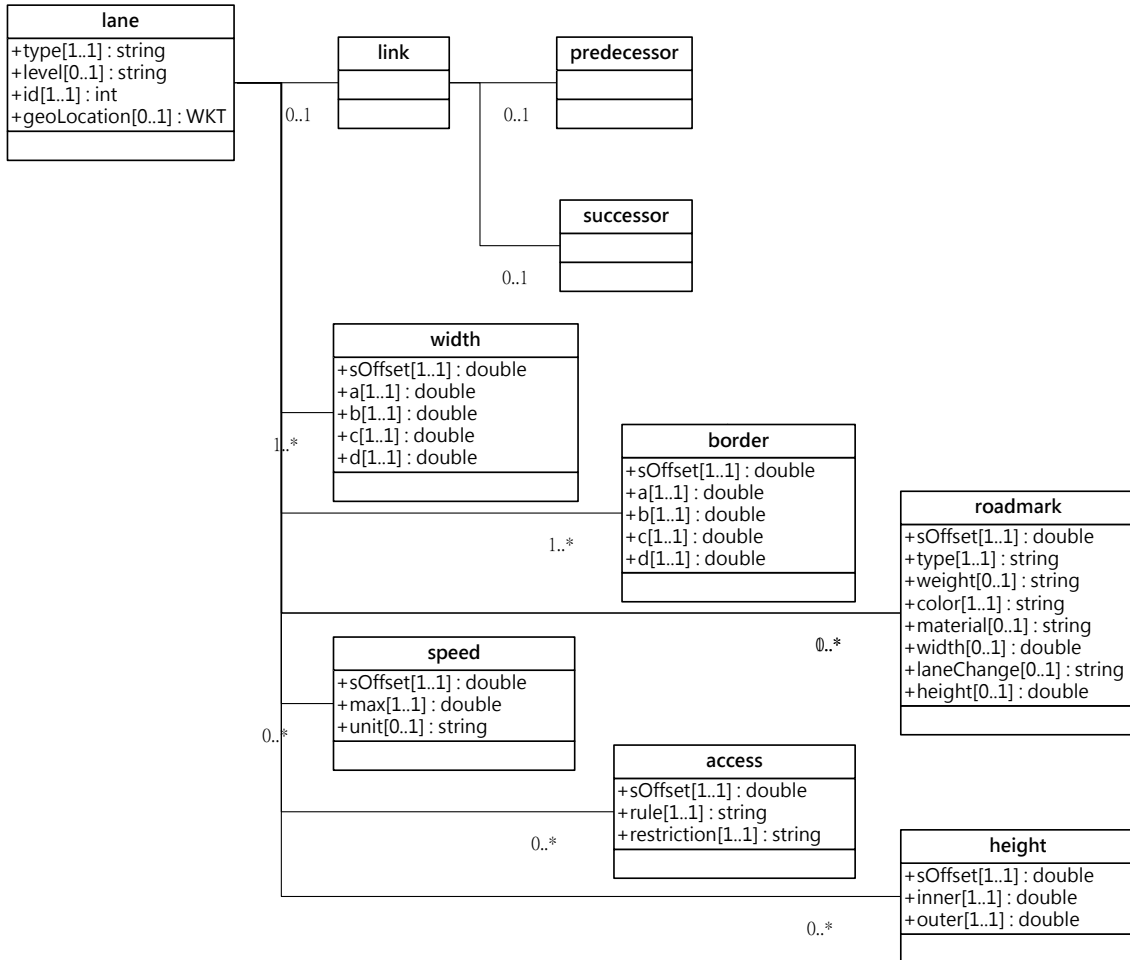 lane
+type[1..1] : string
+level[0..1] : string
+id[1..1] : int
+geoLocation[0..1] : WKT
link
0..1
predecessor
0..1
successor
0..1
width
+sOffset[1..1] : double
+a[1..1] : double
+b[1..1] : double
+c[1..1] : double
+d[1..1] : double
1..*
border
+sOffset[1..1] : double
+a[1..1] : double
+b[1..1] : double
+c[1..1] : double
+d[1..1] : double
1..*
roadmark
+sOffset[1..1] : double
+type[1..1] : string
+weight[0..1] : string
+color[1..1] : string
+material[0..1] : string
+width[0..1] : double
+laneChange[0..1] : string
+height[0..1] : double
0..*
speed
+sOffset[1..1] : double
+max[1..1] : double
+unit[0..1] : string
0..*
access
+sOffset[1..1] : double
+rule[1..1] : string
+restriction[1..1] : string
0..*
height
+sOffset[1..1] : double
+inner[1..1] : double
+outer[1..1] : double
0..*